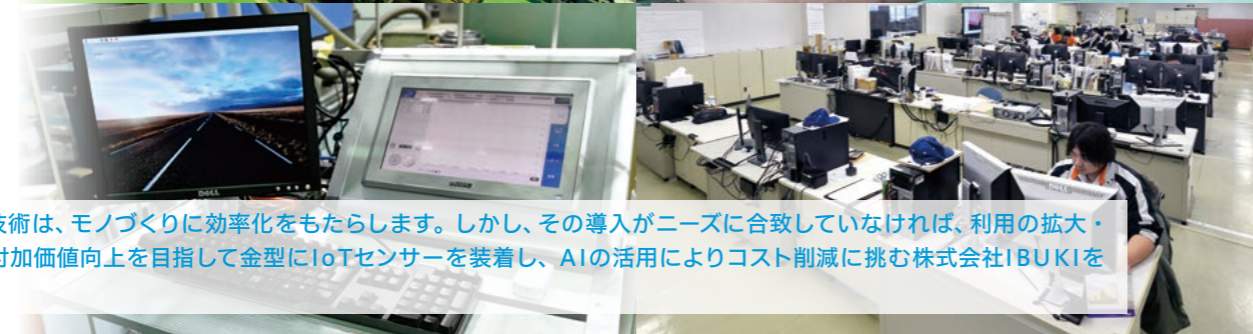 技術は、モノづくりに効率化をもたらします。しかし、その導入がニーズに合致していなければ、利用の拡大・
付加価値向上を目指して金型にIoTセンサーを装着し、AIの活用によりコスト削減に挑む株式会社IBUKIを
DELL